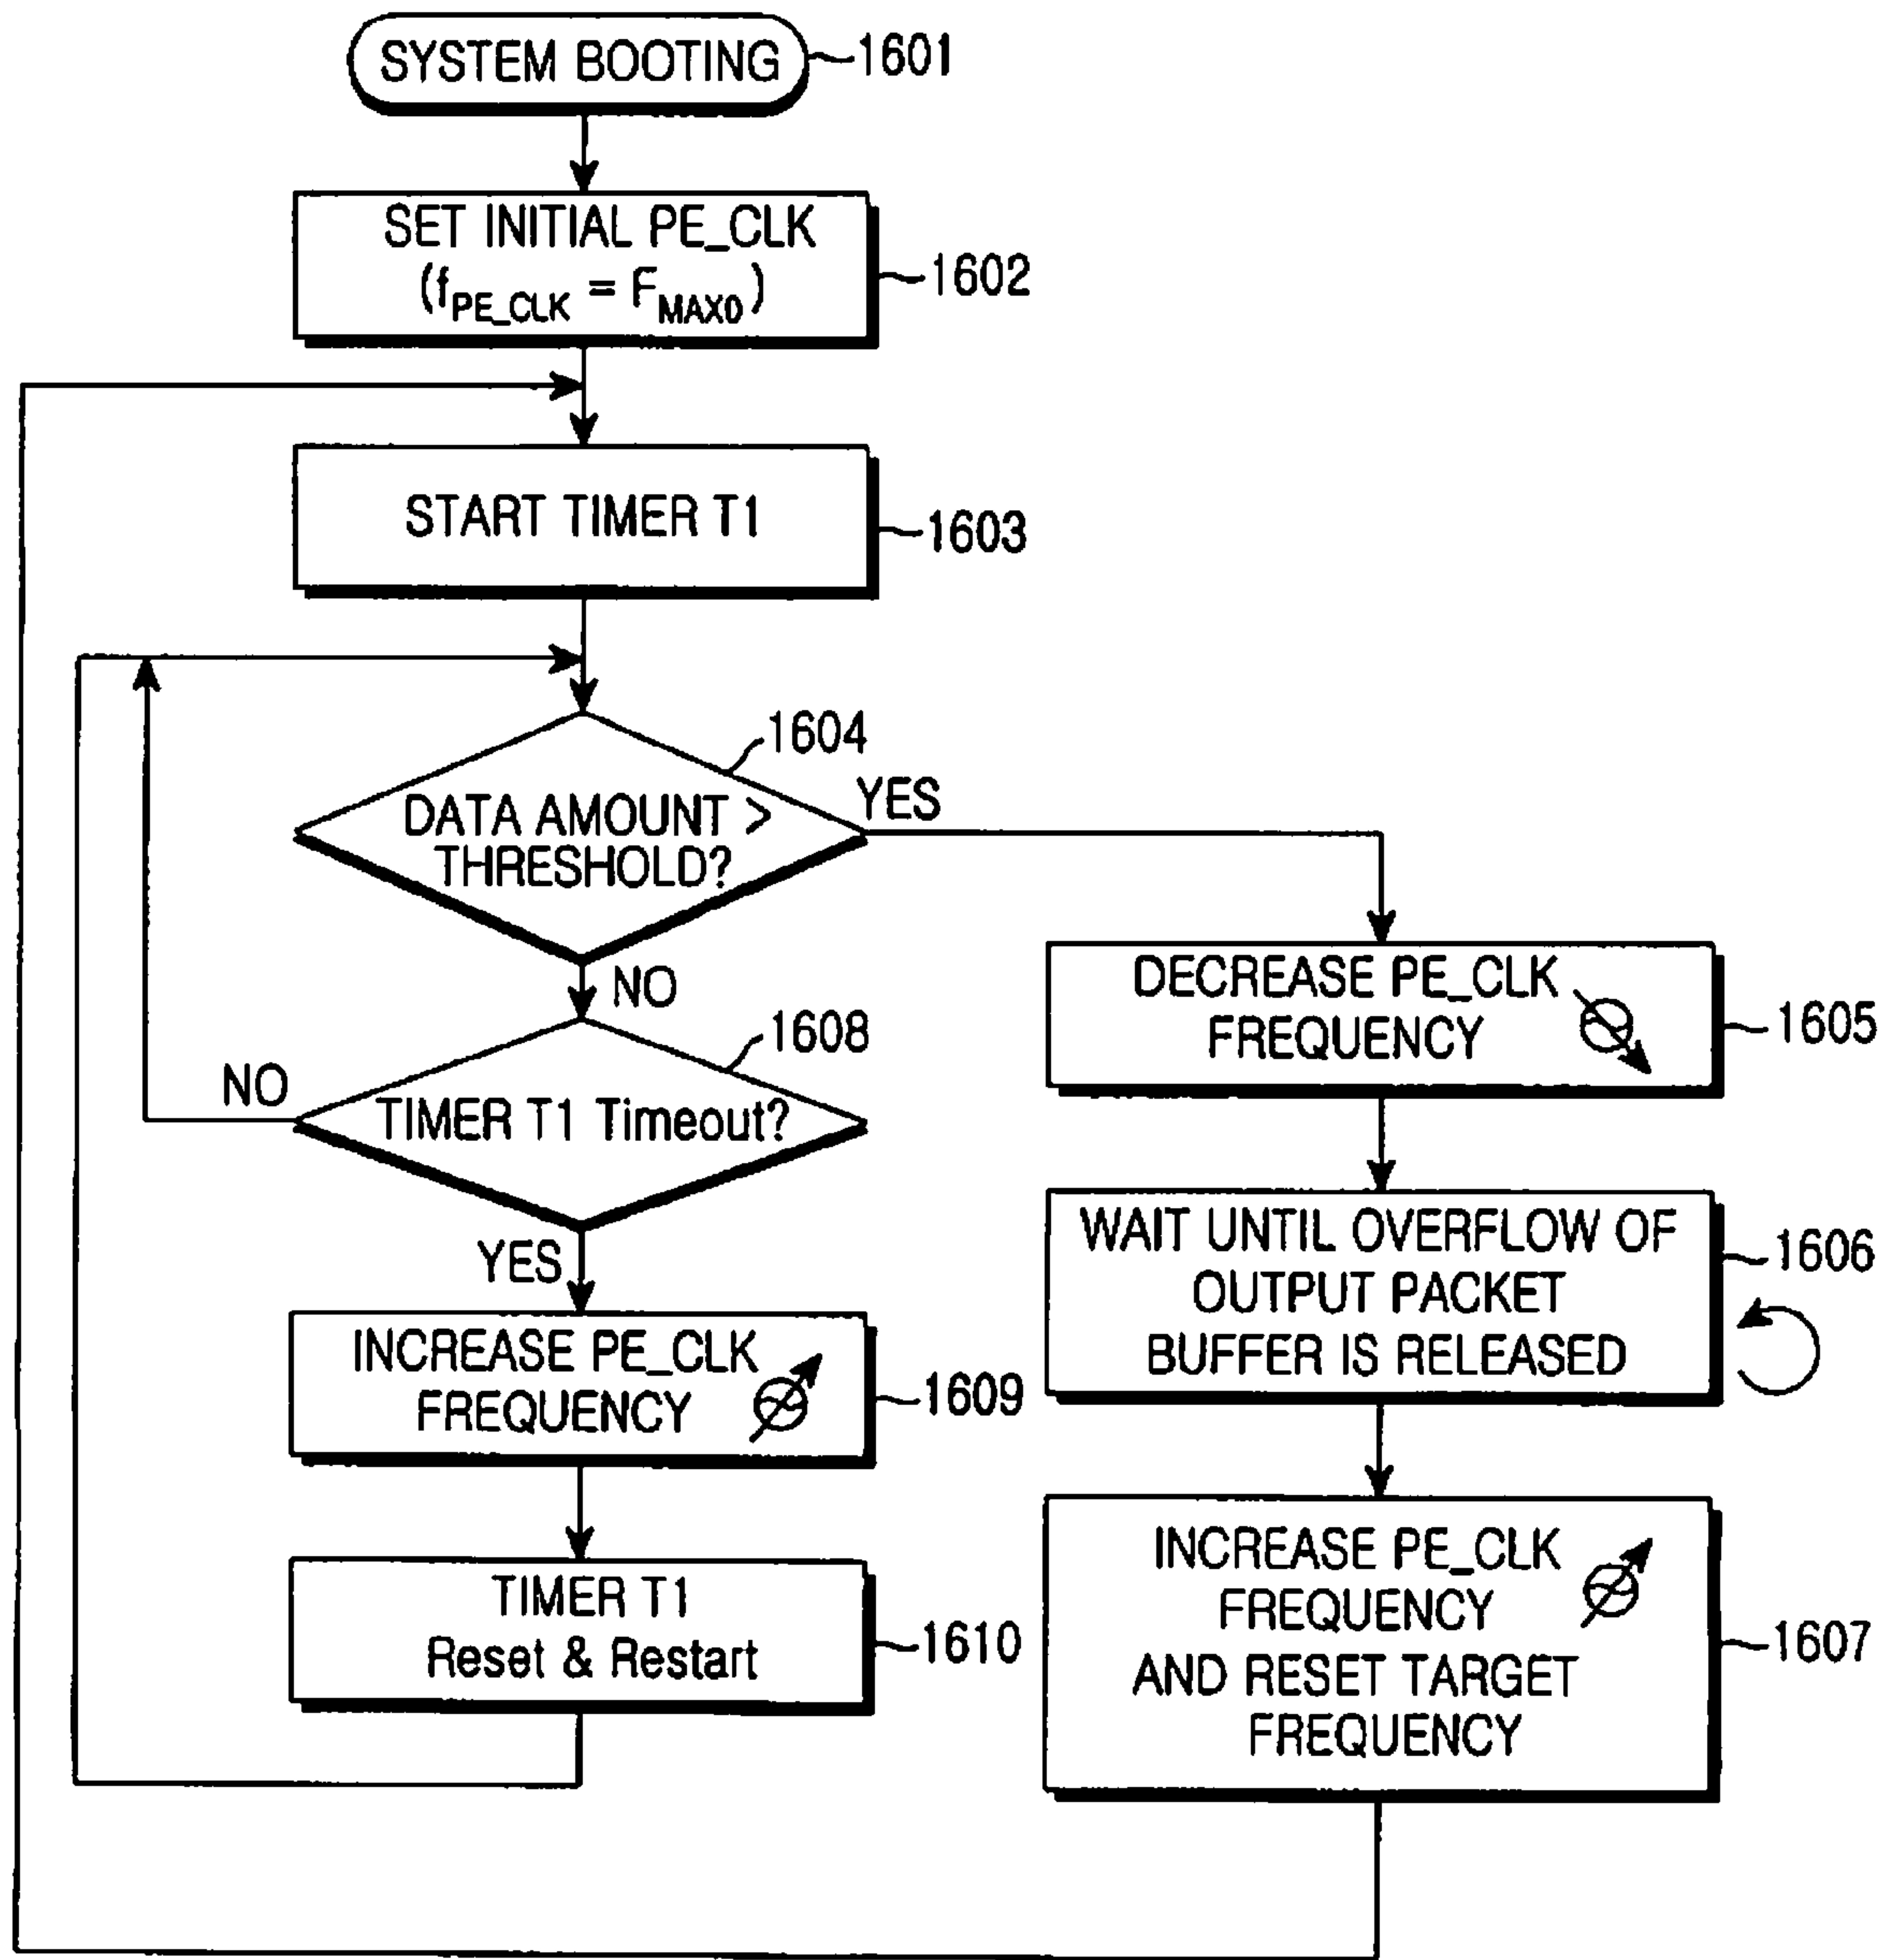 SYSTEM BOOTING
1601
SET INITIAL PE_CLK
(fPE_CLK = FMAX0)
1602
START TIMER T1
1603
1604
DATA AMOUNT >
THRESHOLD?
YES
NO
DECREASE PE_CLK
FREQUENCY
1605
1608
NO
TIMER T1 Timeout?
YES
WAIT UNTIL OVERFLOW OF
OUTPUT PACKET
BUFFER IS RELEASED
1606
INCREASE PE_CLK
FREQUENCY
1609
INCREASE PE_CLK
FREQUENCY
AND RESET TARGET
FREQUENCY
1607
TIMER T1
Reset & Restart
1610